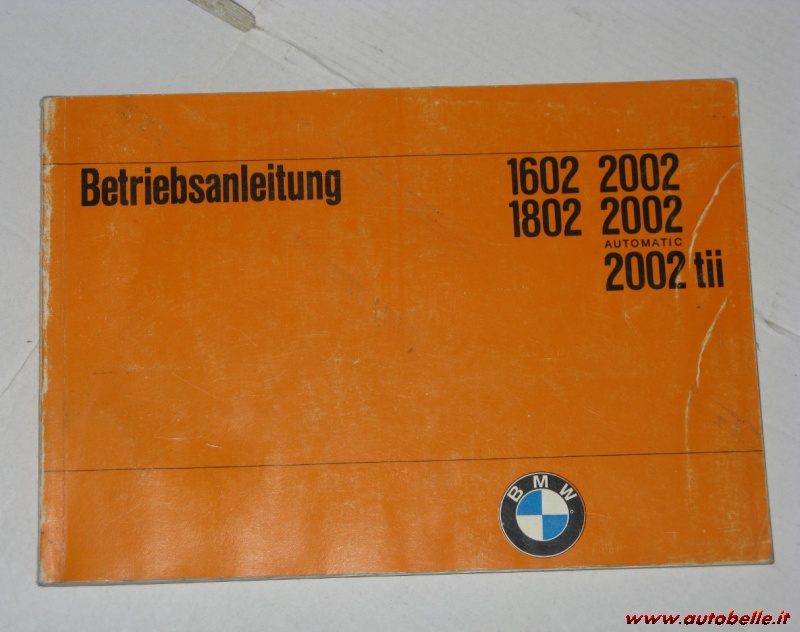 Betriebsanleitung
1602 2002
1802 2002
AUTOMATIC
2002 tii
BMW
www.autobelle.it